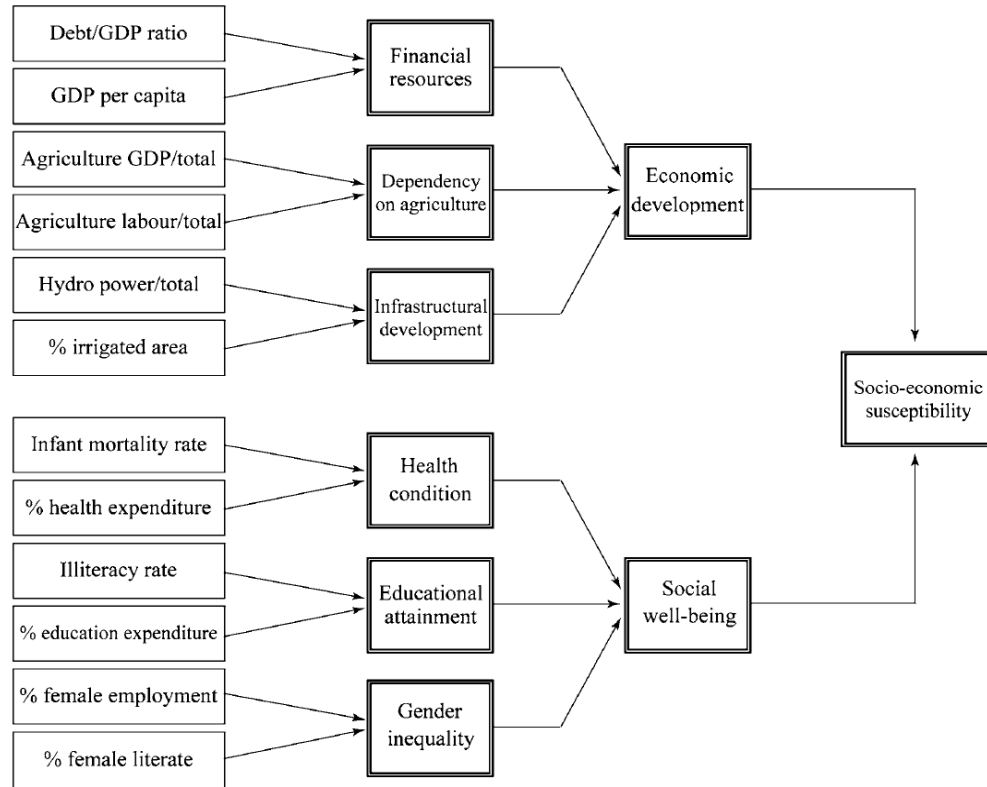 Debt/GDP ratio
GDP per capita
Agriculture GDP/total
Agriculture labour/total
Hydro power/total
% irrigated area
Infant mortality rate
% health expenditure
Illiteracy rate
% education expenditure
% female employment
% female literate
Financial
resources
Dependency
on agriculture
Infrastructural
development
Health
condition
Educational
attainment
Gender
inequality
Economic
development
Social
well-being
Socio-economic
susceptibility